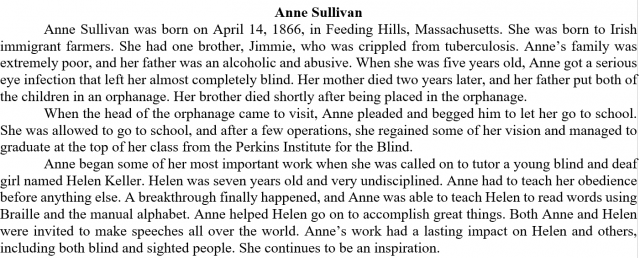 Anne Sullivan
Anne Sullivan was born on April 14, 1866, in Feeding Hills, Massachusetts. She was born to Irish
immigrant farmers. She had one brother, Jimmie, who was crippled from tuberculosis. Anne's family was
extremely poor, and her father was an alcoholic and abusive. When she was five years old, Anne got a serious
eye infection that left her almost completely blind. Her mother died two years later, and her father put both of
the children in an orphanage. Her brother died shortly after being placed in the orphanage.
When the head of the orphanage came to visit, Anne pleaded and begged him to let her go to school.
She was allowed to go to school, and after a few operations, she regained some of her vision and managed to
graduate at the top of her class from the Perkins Institute for the Blind.
Anne began some of her most important work when she was called on to tutor a young blind and deaf
girl named Helen Keller. Helen was seven years old and very undisciplined. Anne had to teach her obedience
before anything else. A breakthrough finally happened, and Anne was able to teach Helen to read words using
Braille and the manual alphabet. Anne helped Helen go on to accomplish great things. Both Anne and Helen
were invited to make speeches all over the world. Anne's work had a lasting impact on Helen and others,
including both blind and sighted people. She continues to be an inspiration.